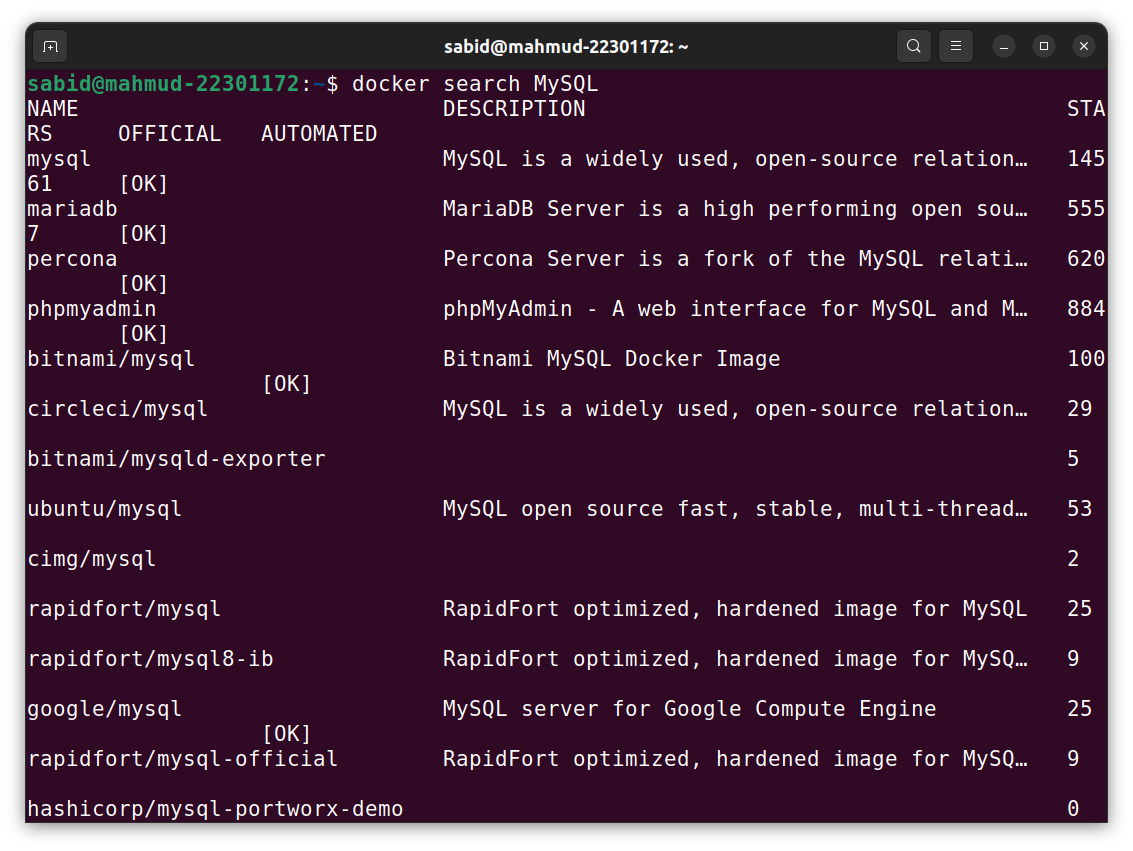 sabid@mahmud-22301172: ~
sabid@mahmud-22301172:~$ docker search MySQL
NAME                            DESCRIPTION                                     STA
RS     OFFICIAL   AUTOMATED
mysql                           MySQL is a widely used, open-source relation…   145
61     [OK]
mariadb                         MariaDB Server is a high performing open sou…   555
7      [OK]
percona                         Percona Server is a fork of the MySQL relati…   620
       [OK]
phpmyadmin                      phpMyAdmin - A web interface for MySQL and M…   884
       [OK]
bitnami/mysql                   Bitnami MySQL Docker Image                      100
                  [OK]
circleci/mysql                  MySQL is a widely used, open-source relation…   29
bitnami/mysqld-exporter                                                         5
ubuntu/mysql                    MySQL open source fast, stable, multi-thread…   53
cimg/mysql                                                                      2
rapidfort/mysql                 RapidFort optimized, hardened image for MySQL   25
rapidfort/mysql8-ib             RapidFort optimized, hardened image for MySQ…   9
google/mysql                    MySQL server for Google Compute Engine          25
                  [OK]
rapidfort/mysql-official        RapidFort optimized, hardened image for MySQ…   9
hashicorp/mysql-portworx-demo                                                   0